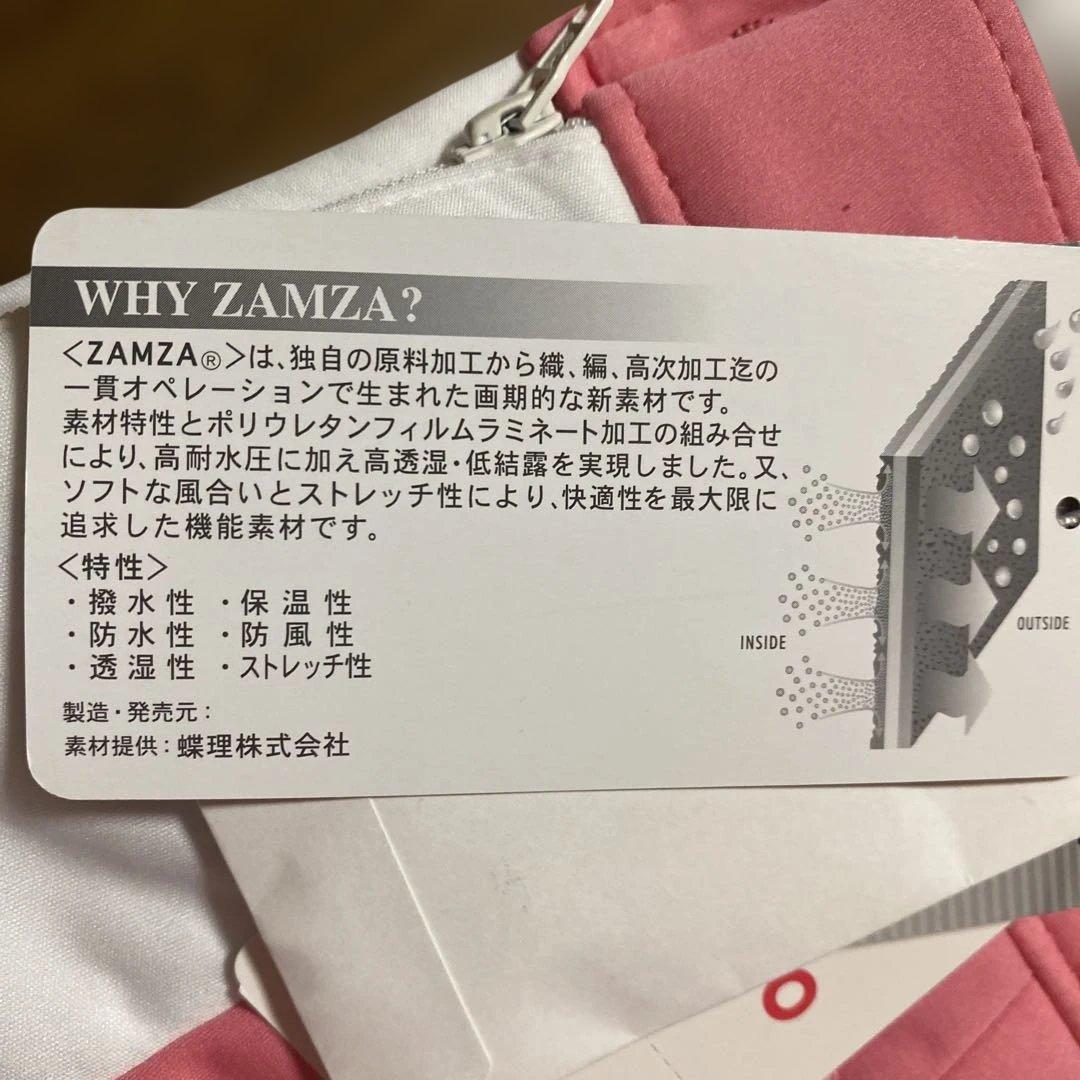 WHY ZAMZA?
〈ZAMZA®〉は、独自の原料加工から織、編、高次加工迄の
一貫オペレーションで生まれた画期的な新素材です。
素材特性とポリウレタンフィルムラミネート加工の組み合せ
により、高耐水圧に加え高透湿・低結露を実現しました。又、
ソフトな風合いとストレッチ性により、快適性を最大限に
追求した機能素材です。
〈特性〉
・撥水性 ・保温性
・防水性 ・防風性
・透湿性 ・ストレッチ性
製造・発売元：
素材提供：蝶理株式会社
INSIDE
OUTSIDE